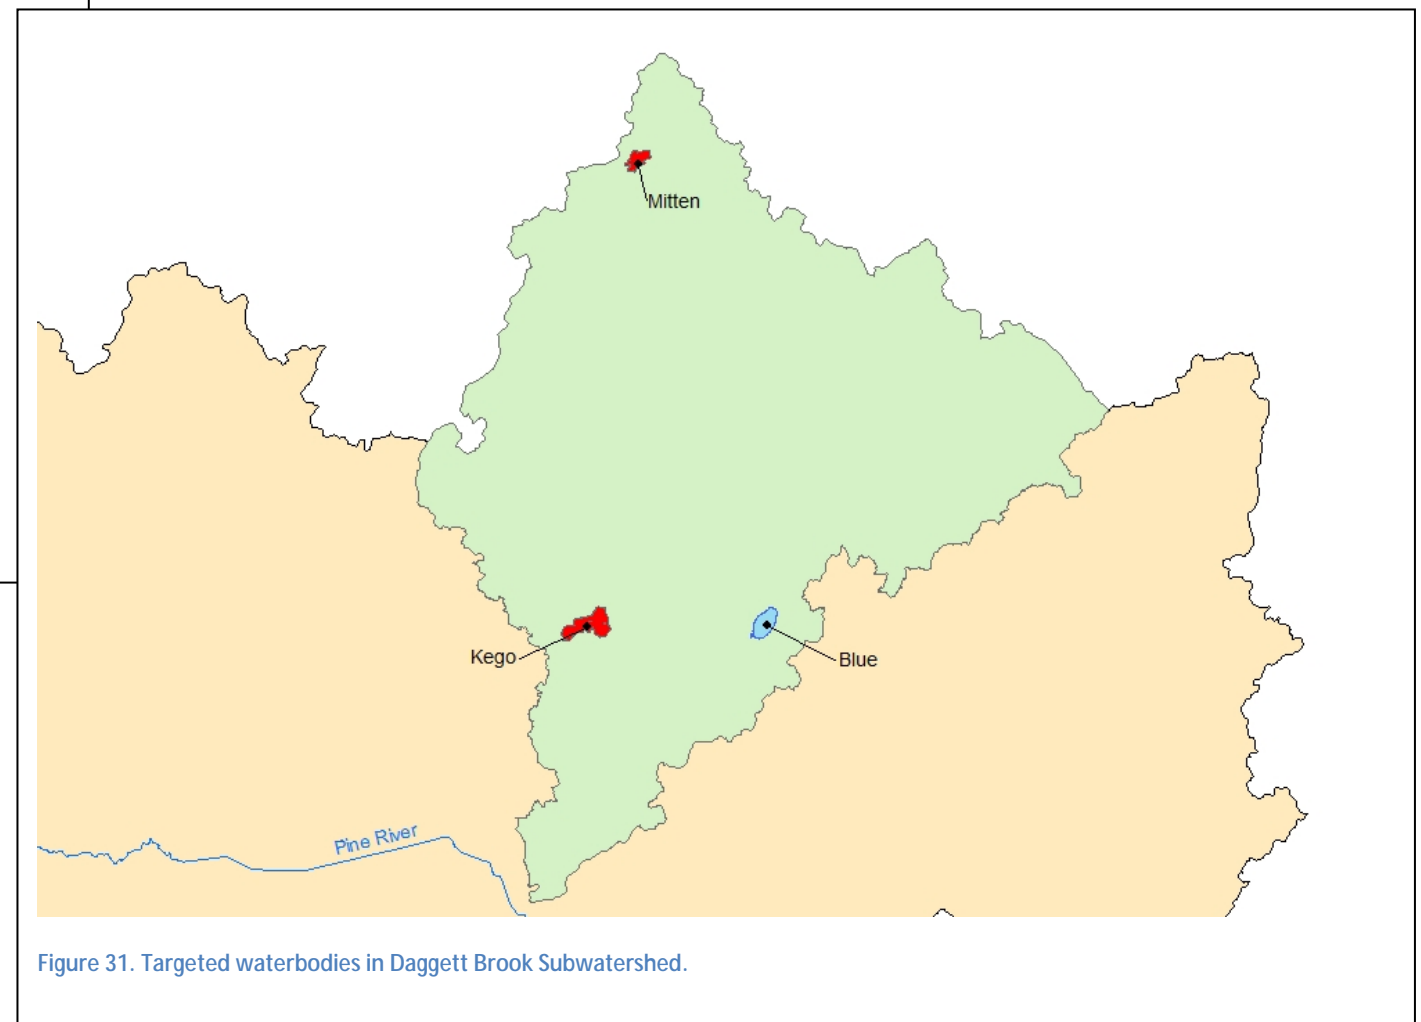 Mitten
Kego
Blue
Pine River
Figure 31. Targeted waterbodies in Daggett Brook Subwatershed.